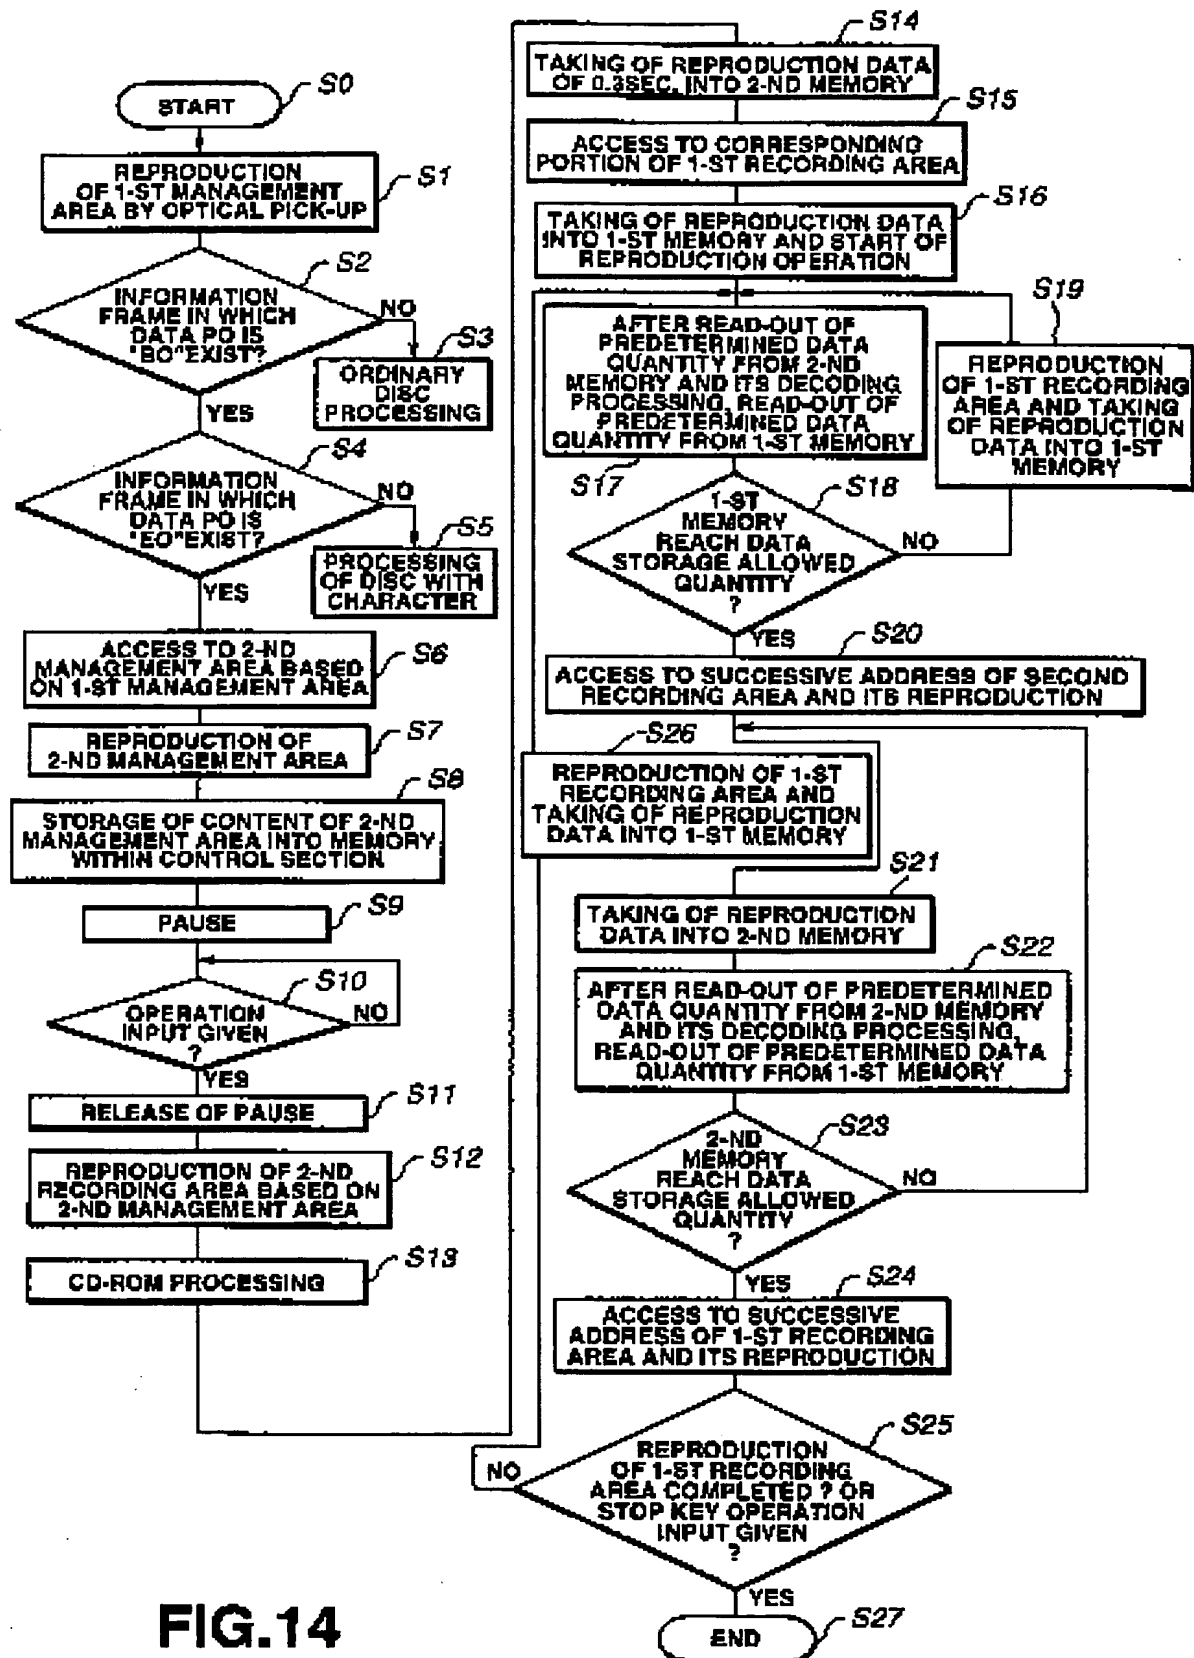 START
S0
REPRODUCTION
OF 1-ST MANAGEMENT
AREA BY OPTICAL PICK-UP
S1
INFORMATION
FRAME IN WHICH
DATA PO IS
"BO"EXIST?
S2
NO
YES
ORDINARY
DISC
PROCESSING
S3
INFORMATION
FRAME IN WHICH
DATA PO IS
"EO"EXIST?
S4
NO
YES
PROCESSING
OF DISC WITH
CHARACTER
S5
ACCESS TO 2-ND
MANAGEMENT AREA BASED
ON 1-ST MANAGEMENT AREA
S6
REPRODUCTION OF
2-ND MANAGEMENT AREA
S7
STORAGE OF CONTENT OF 2-ND
MANAGEMENT AREA INTO MEMORY
WITHIN CONTROL SECTION
S8
PAUSE
S9
OPERATION
INPUT GIVEN
?
S10
NO
YES
RELEASE OF PAUSE
S11
REPRODUCTION OF 2-ND
RECORDING AREA BASED ON
2-ND MANAGEMENT AREA
S12
CD-ROM PROCESSING
S13
TAKING OF REPRODUCTION DATA
OF 0.3SEC. INTO 2-ND MEMORY
S14
ACCESS TO CORRESPONDING
PORTION OF 1-ST RECORDING AREA
S15
TAKING OF REPRODUCTION DATA
INTO 1-ST MEMORY AND START OF
REPRODUCTION OPERATION
S16
AFTER READ-OUT OF
PREDETERMINED DATA
QUANTITY FROM 2-ND
MEMORY AND ITS DECODING
PROCESSING, READ-OUT OF
PREDETERMINED DATA
QUANTITY FROM 1-ST MEMORY
S17
1-ST
MEMORY
REACH DATA
STORAGE ALLOWED
QUANTITY
?
S18
NO
YES
REPRODUCTION
OF 1-ST RECORDING
AREA AND TAKING
OF REPRODUCTION
DATA INTO 1-ST
MEMORY
S19
ACCESS TO SUCCESSIVE ADDRESS OF SECOND
RECORDING AREA AND ITS REPRODUCTION
S20
REPRODUCTION OF 1-ST
RECORDING AREA AND
TAKING OF REPRODUCTION
DATA INTO 1-ST MEMORY
S26
TAKING OF REPRODUCTION
DATA INTO 2-ND MEMORY
S21
AFTER READ-OUT OF PREDETERMINED
DATA QUANTITY FROM 2-ND MEMORY
AND ITS DECODING PROCESSING,
READ-OUT OF PREDETERMINED DATA
QUANTITY FROM 1-ST MEMORY
S22
2-ND
MEMORY
REACH DATA
STORAGE ALLOWED
QUANTITY
?
S23
NO
YES
ACCESS TO SUCCESSIVE
ADDRESS OF 1-ST RECORDING
AREA AND ITS REPRODUCTION
S24
REPRODUCTION
OF 1-ST RECORDING
AREA COMPLETED ? OR
STOP KEY OPERATION
INPUT GIVEN
?
S25
NO
YES
END
S27
FIG.14